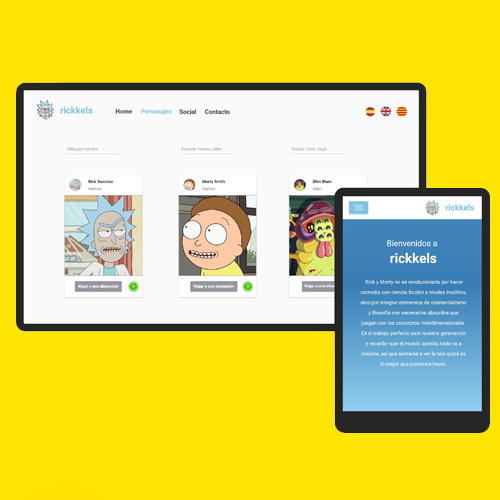 rickkels
Home Personajes Social Contacto
Filtra por nombre
Especie: Human, Alien...
Estado: Alive, Dead
Rick Sanchez
Human
Morty Smith
Human
Blim Blam
Alien
Viajar a otra dimensión
Viajar a otra dimensión
Viajar a otra dimensión
rickkels
Bienvenidos a
rickkels
Rick y Morty no es revolucionaria por hacer
comedia con ciencia ficción a niveles insólitos,
sino por integrar elementos de existencialismo
y filosofía con escenarios absurdos que
juegan con los conceptos interdimensionales.
Es el trabajo perfecto para nuestra generación
y recordar que el mundo apesta, nada va a
mejorar, así que sentarse a ver la tele quizá es
lo mejor que podemos hacer.